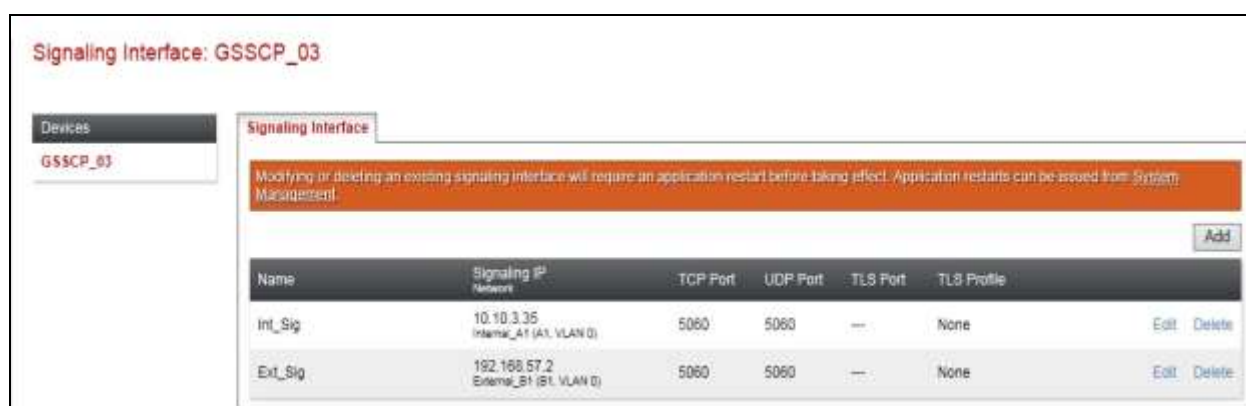 Signaling Interface: GSSCP_03
Devices
GSSCP_03
Signaling Interface
Modifying or deleting an existing signaling interface will require an application restart before taking effect. Application restarts can be issued from System
Management.
Add
Name Signaling IP Network TCP Port UDP Port TLS Port TLS Profile
Int_Sig 10.10.3.35 Internal_A1 (A1, VLAN 0) 5060 5060 --- None Edit Delete
Ext_Sig 192.168.57.2 External_B1 (B1, VLAN 0) 5060 5060 --- None Edit Delete